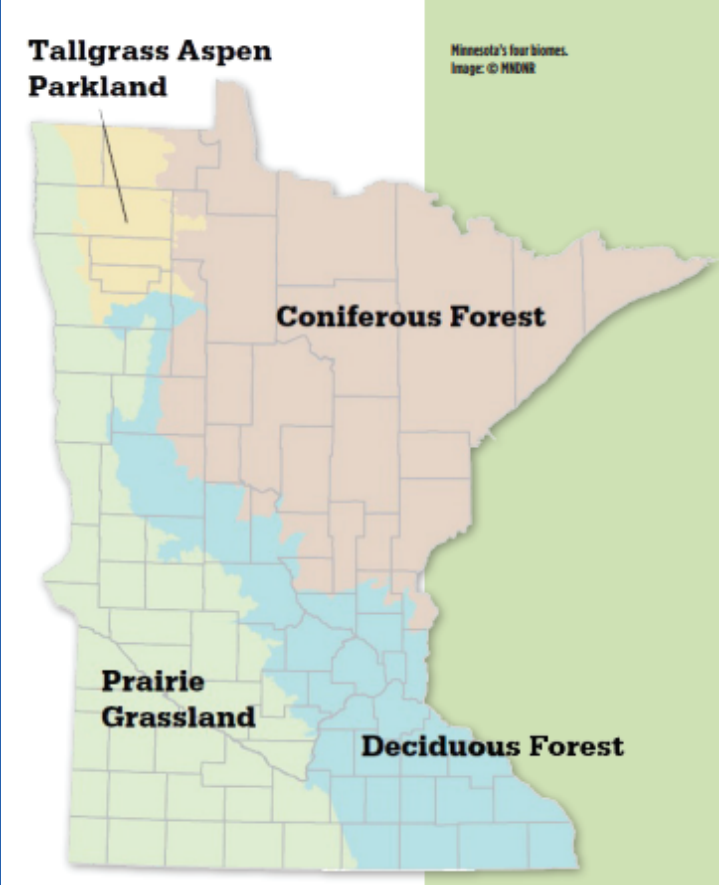 Tallgrass Aspen
Parkland
Minnesota's four biomes.
Image: © MNDNR
Coniferous Forest
Prairie
Grassland
Deciduous Forest